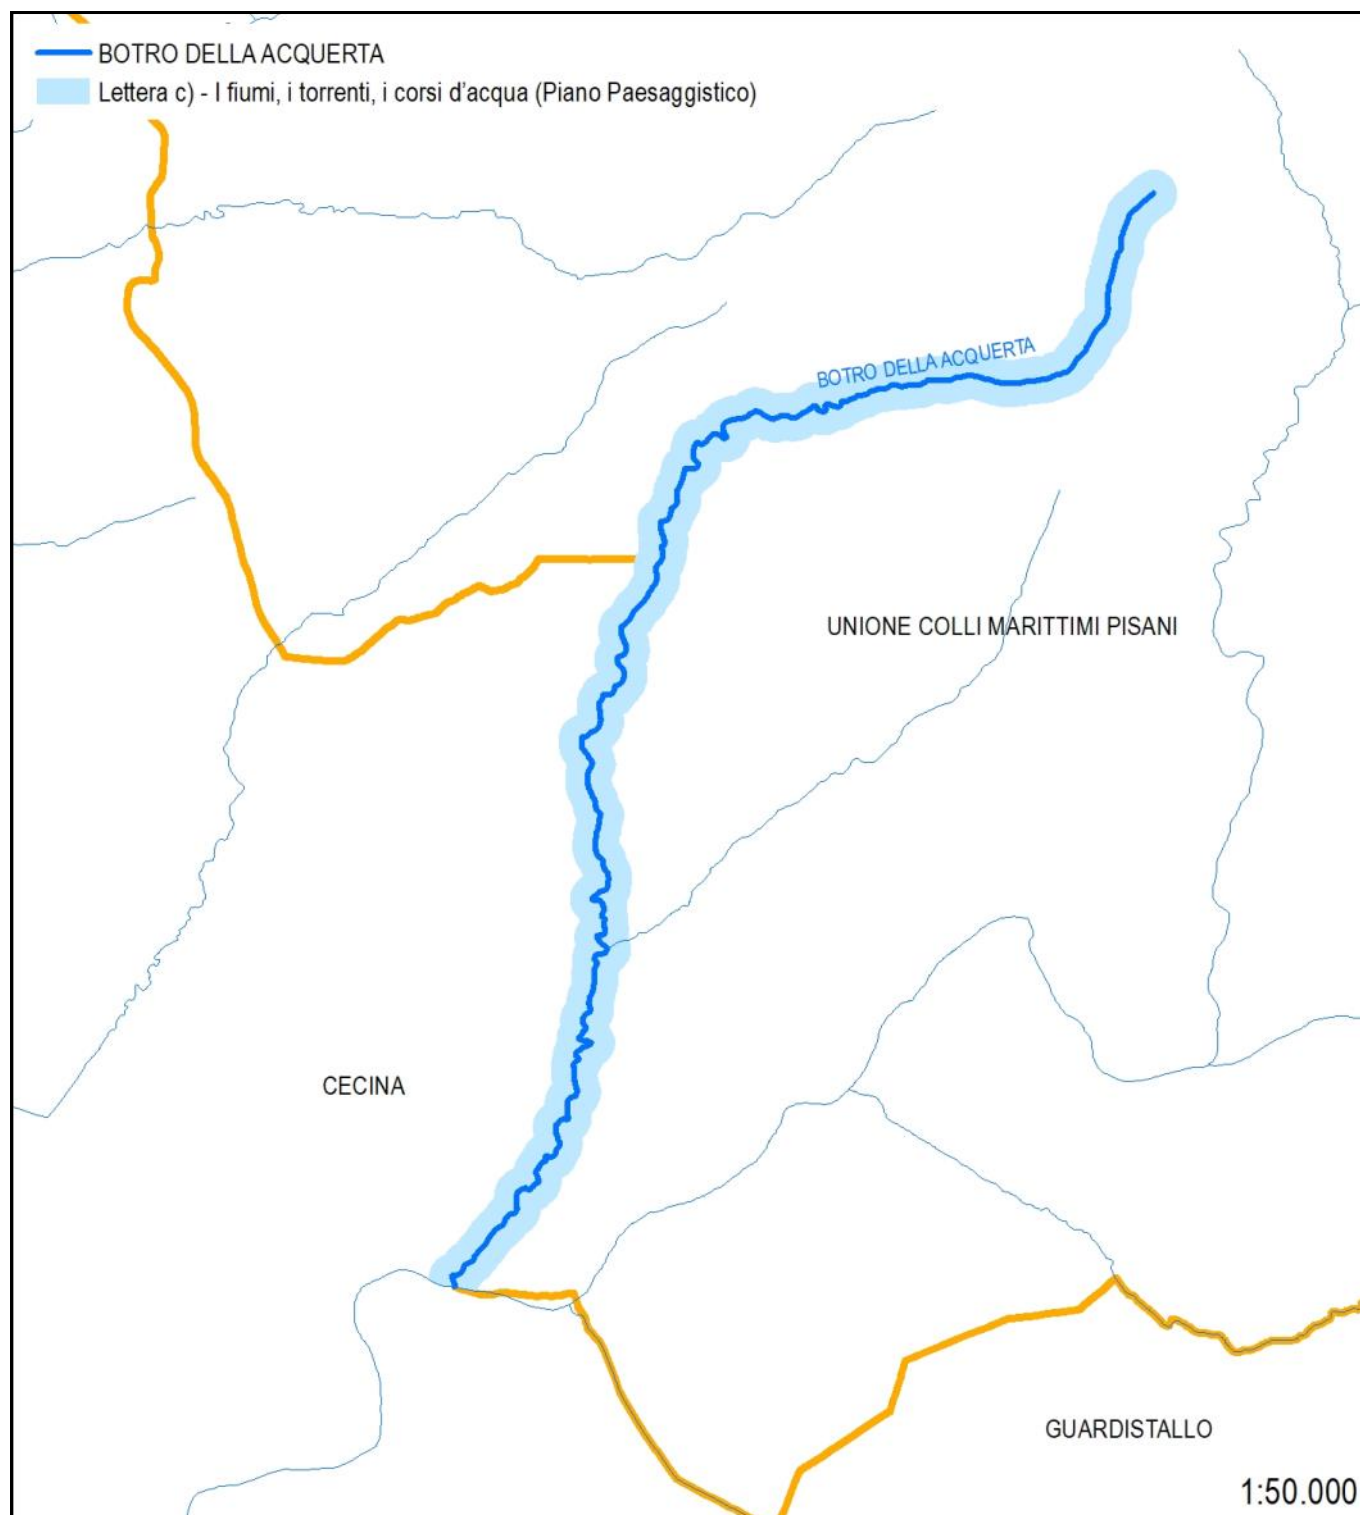 BOTRO DELLA ACQUERTA
Lettera c) - I fiumi, i torrenti, i corsi d'acqua (Piano Paesaggistico)
BOTRO DELLA ACQUERTA
UNIONE COLLI MARITTIMI PISANI
CECINA
GUARDISTALLO
1:50.000